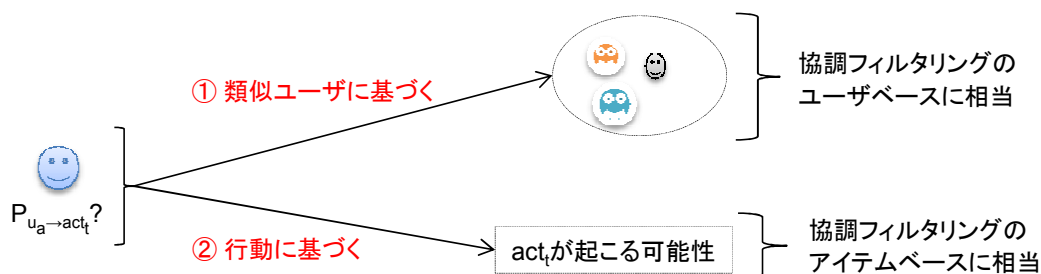 ① 類似ユーザに基づく
協調フィルタリングの
ユーザベースに相当
P_{u_a→act_t}?
② 行動に基づく
act_tが起こる可能性
協調フィルタリングの
アイテムベースに相当